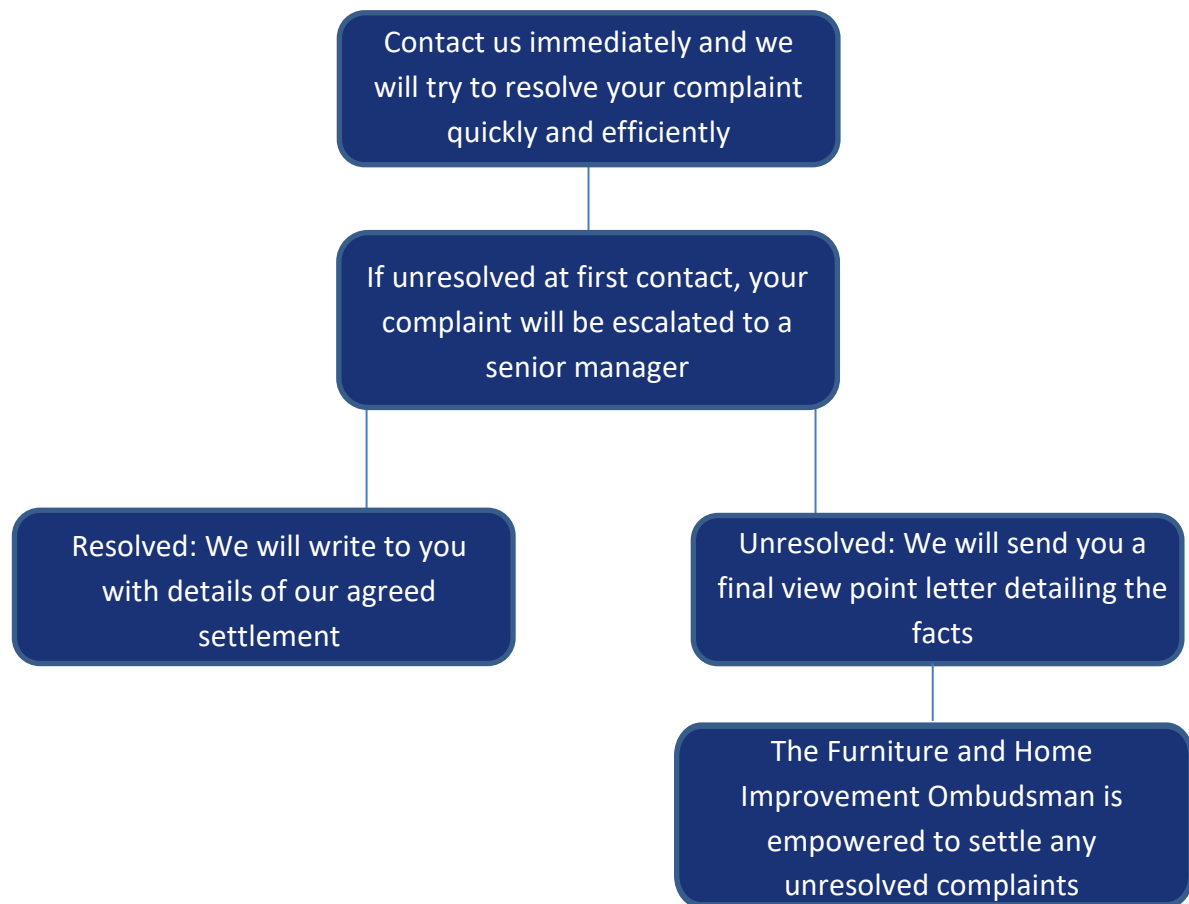 Contact us immediately and we
will try to resolve your complaint
quickly and efficiently
If unresolved at first contact, your
complaint will be escalated to a
senior manager
Resolved: We will write to you
with details of our agreed
settlement
Unresolved: We will send you a
final view point letter detailing the
facts
The Furniture and Home
Improvement Ombudsman is
empowered to settle any
unresolved complaints